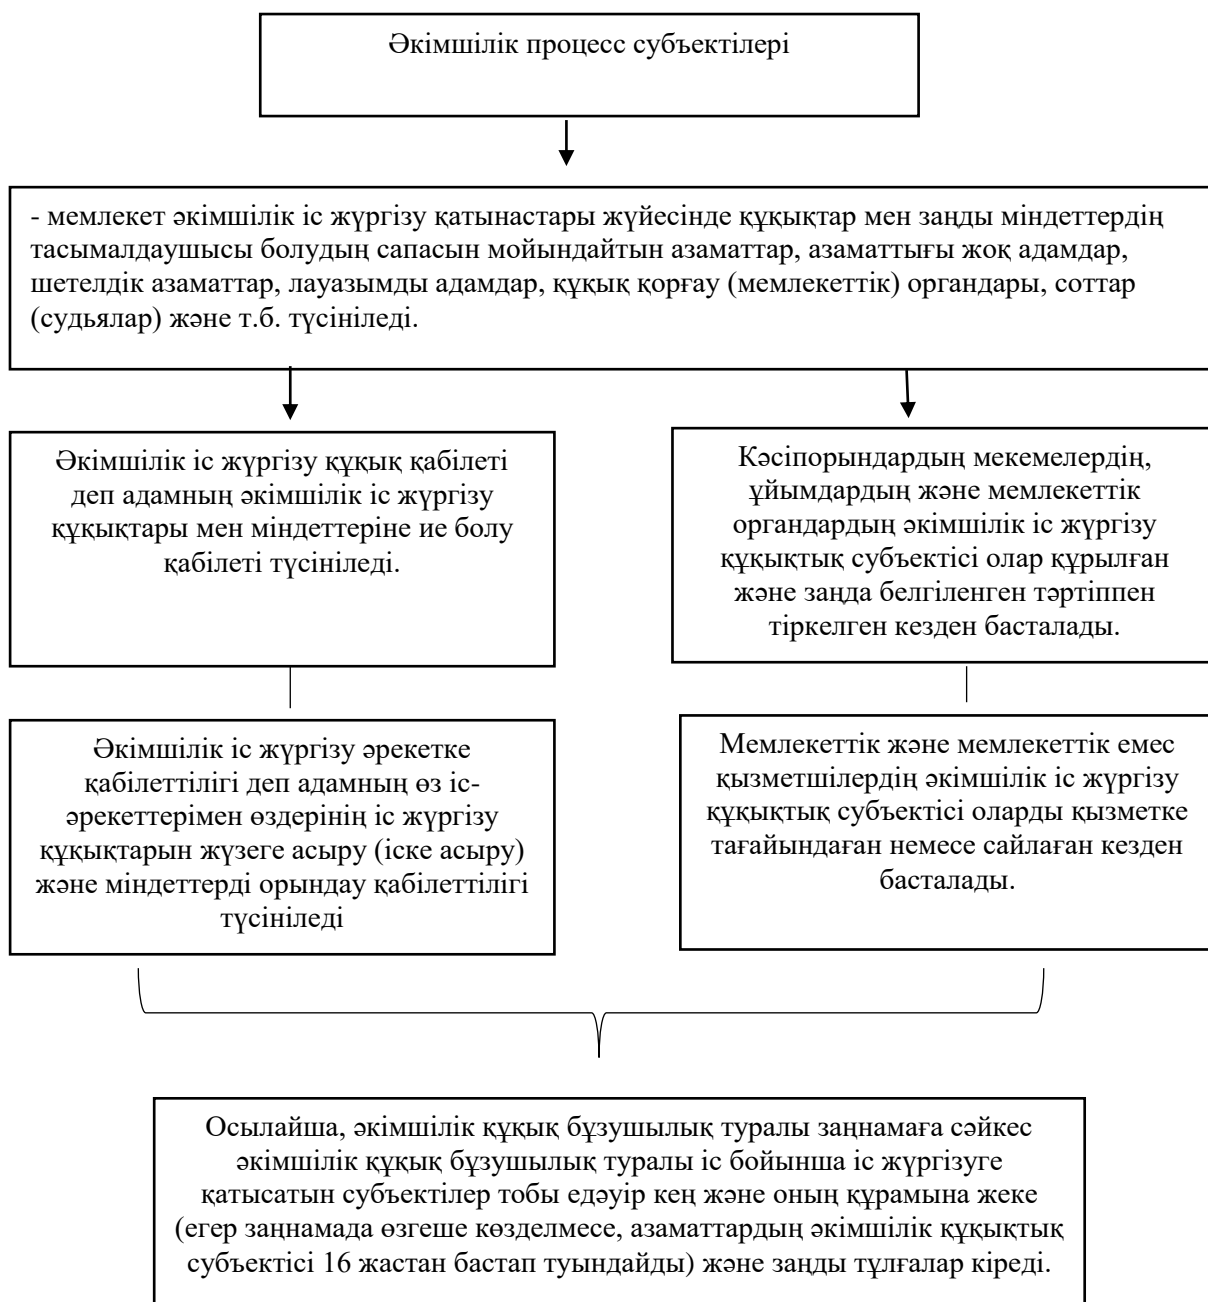 Әкімшілік процесс субъектілері
- мемлекет әкімшілік іс жүргізу қатынастары жүйесінде құқықтар мен заңды міндеттердің
тасымалдаушысы болудың сапасын мойындайтын азаматтар, азаматтығы жоқ адамдар,
шетелдік азаматтар, лауазымды адамдар, құқық қорғау (мемлекеттік) органдары, соттар
(судьялар) және т.б. түсініледі.
Әкімшілік іс жүргізу құқық қабілеті
деп адамның әкімшілік іс жүргізу
құқықтары мен міндеттеріне ие болу
қабілеті түсініледі.
Кәсіпорындардың мекемелердің,
ұйымдардың және мемлекеттік
органдардың әкімшілік іс жүргізу
құқықтық субъектісі олар құрылған
және заңда белгіленген тәртіппен
тіркелген кезден басталады.
Әкімшілік іс жүргізу әрекетке
қабілеттілігі деп адамның өз іс-
әрекеттерімен өздерінің іс жүргізу
құқықтарын жүзеге асыру (іске асыру)
және міндеттерді орындау қабілеттілігі
түсініледі
Мемлекеттік және мемлекеттік емес
қызметшілердің әкімшілік іс жүргізу
құқықтық субъектісі оларды қызметке
тағайындаған немесе сайлаған кезден
басталады.
Осылайша, әкімшілік құқық бұзушылық туралы заңнамаға сәйкес
әкімшілік құқық бұзушылық туралы іс бойынша іс жүргізуге
қатысатын субъектілер тобы едәуір кең және оның құрамына жеке
(егер заңнамада өзгеше көзделмесе, азаматтардың әкімшілік құқықтық
субъектісі 16 жастан бастап туындайды) және заңды тұлғалар кіреді.